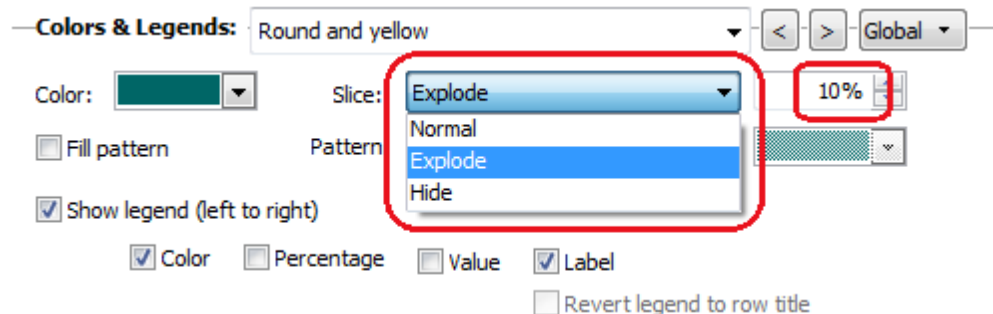 Colors & Legends: Round and yellow < > Global
Color: Slice: Explode 10%
Normal
Fill pattern Pattern Explode
Hide
Show legend (left to right)
Color Percentage Value Label
Revert legend to row title